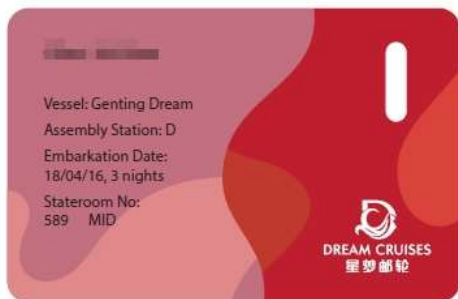 Vessel: Genting Dream
Assembly Station: D
Embarkation Date:
18/04/16, 3 nights
Stateroom No:
589 MID
DREAM CRUISES
星梦邮轮